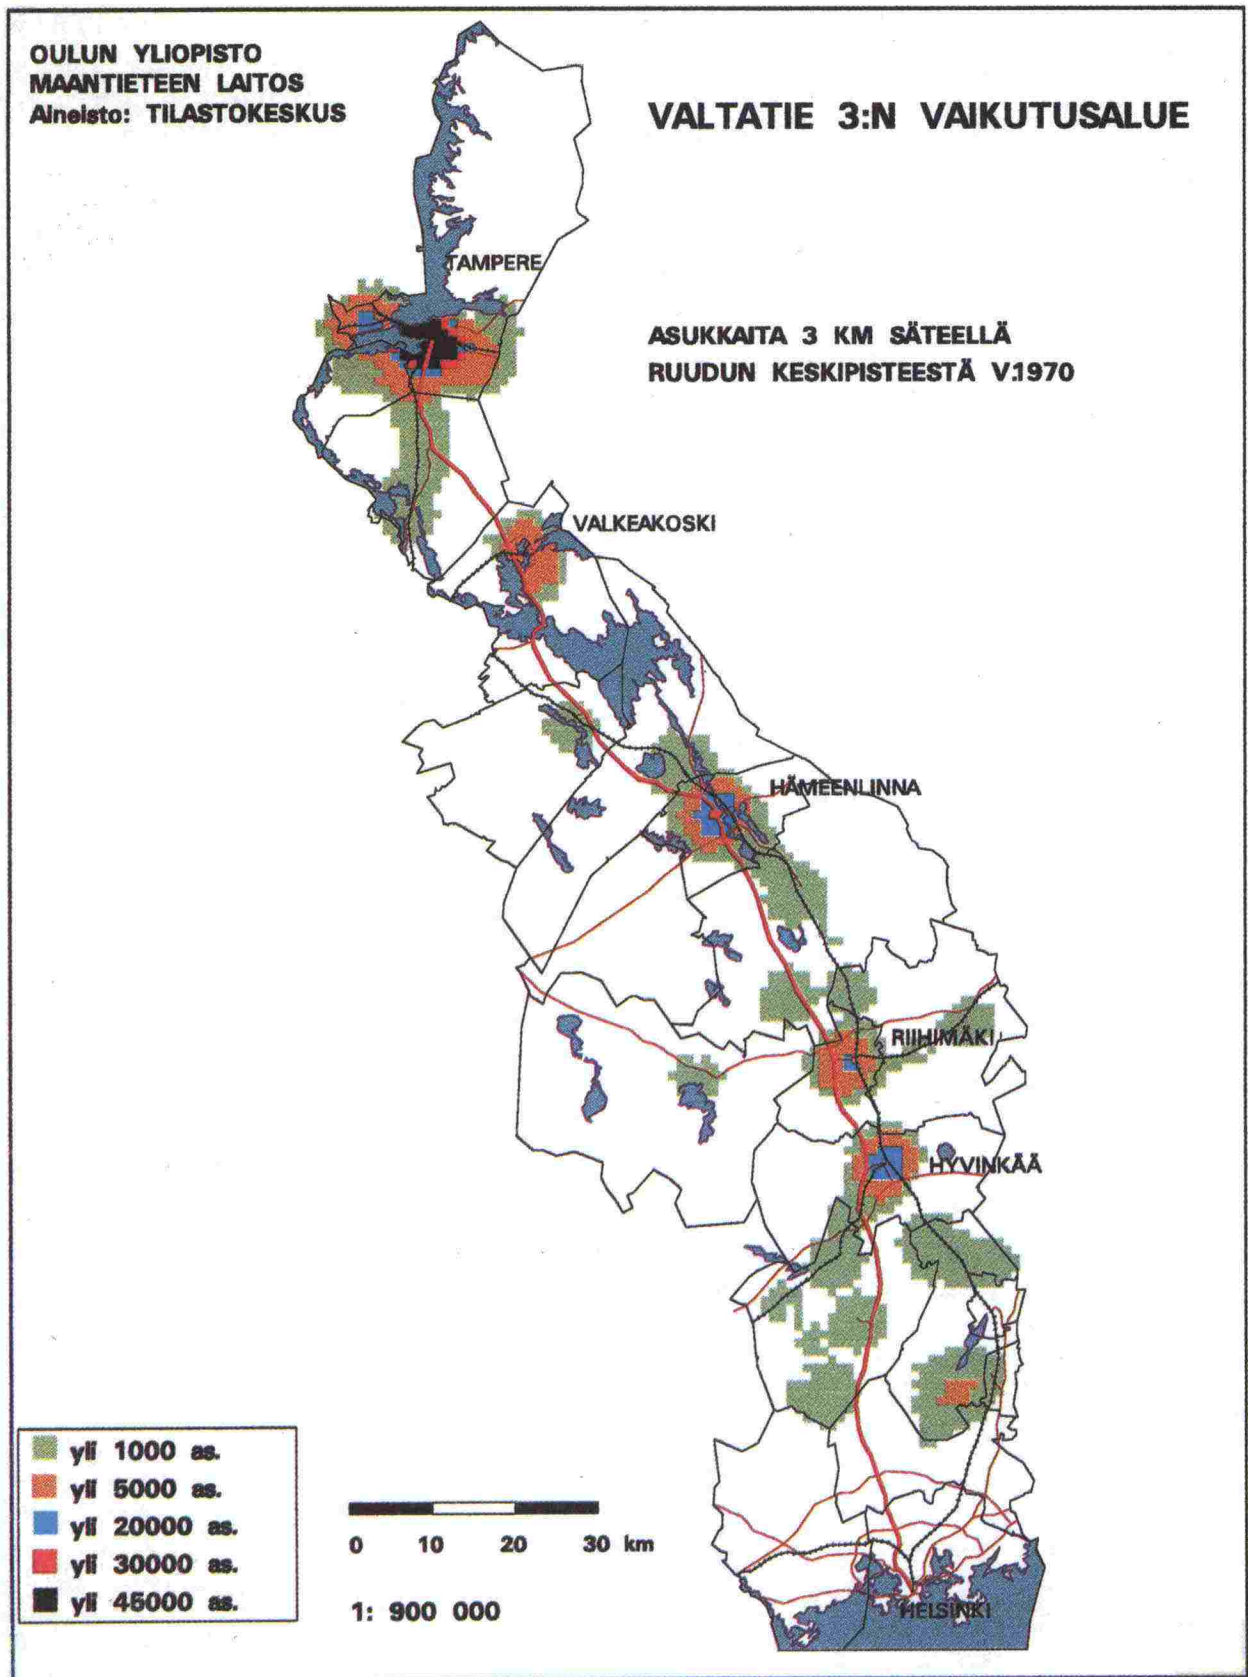 OULUN YLIOPISTO
MAANTIETEEN LAITOS
Aineisto: TILASTOKESKUS
VALTATIE 3:N VAIKUTUSALUE
TAMPERE
ASUKKAITA 3 KM SÄTEELLÄ
RUUDUN KESKIPISTEESTÄ V.1970
VALKEAKOSKI
HÄMEENLINNA
RIIHIMÄKI
HYVINKÄÄ
yli 1000 as.
yli 5000 as.
yli 20000 as.
yli 30000 as.
yli 45000 as.
0 10 20 30 km
1: 900 000
HELSINKI